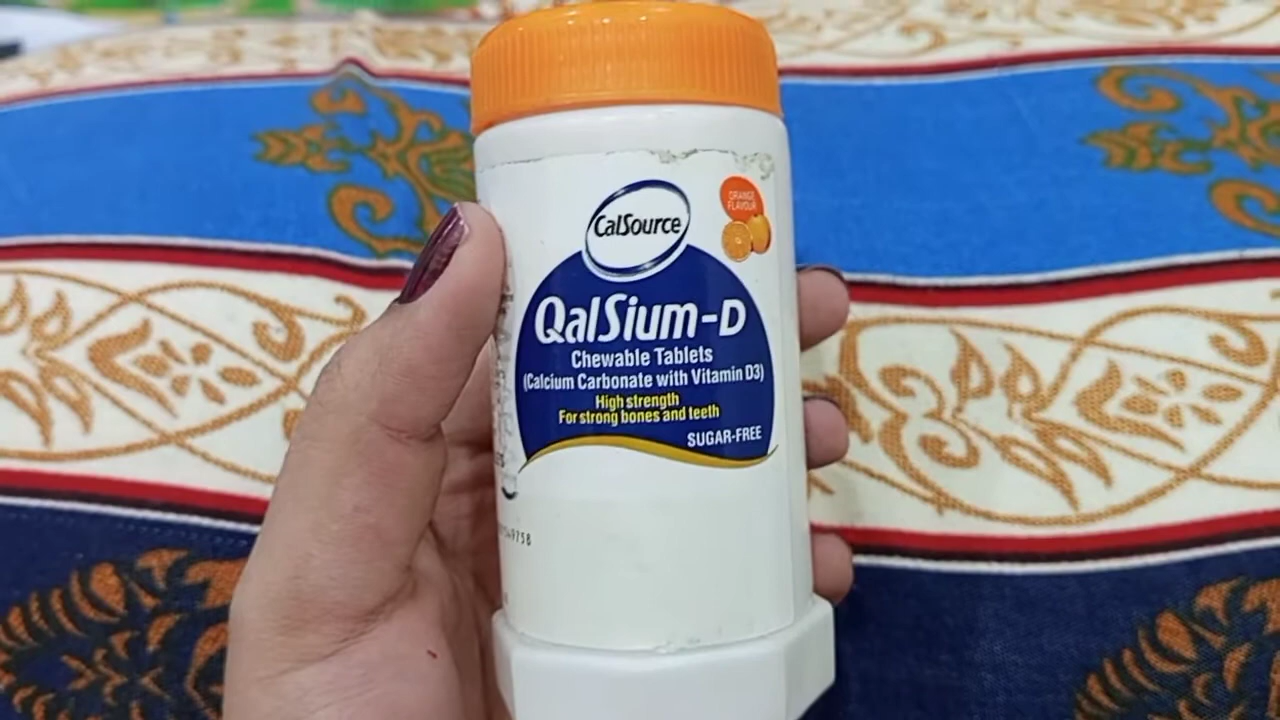 CalSource
ORANGE
FLAVOUR
QalSium-D
Chewable Tablets
(Calcium Carbonate with Vitamin D3)
High strength
For strong bones and teeth
SUGAR-FREE